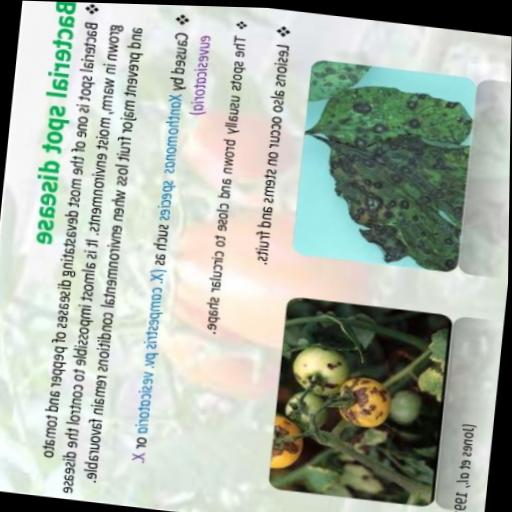 Bacterial spot disease
❖ Bacterial spot is one of the most devastating diseases of pepper and tomato
grown in warm, moist environments. It is almost impossible to control the disease
and prevent major fruit loss when environmental conditions remain favourable.
❖ Caused by Xanthomonas species such as (X. campestris pv. vesicatoria or X.
euvesicatoria)
❖ The spots usually brown and close to circular shape.
❖ Lesions also occur on stems and fruits.
(Jones et al., 199